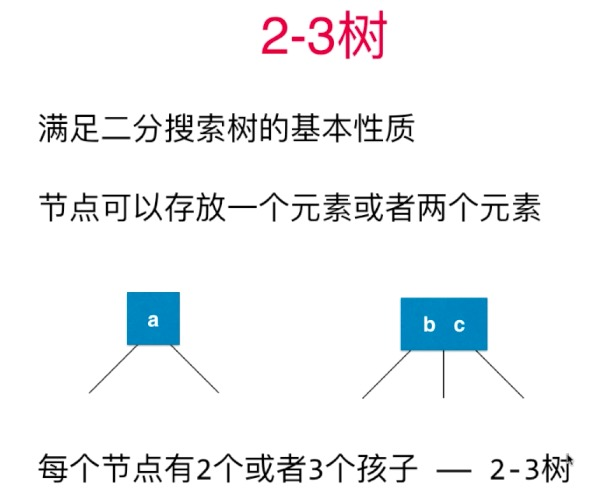 2-3树
满足二分搜索树的基本性质
节点可以存放一个元素或者两个元素
a
b c
每个节点有2个或者3个孩子 — 2-3树